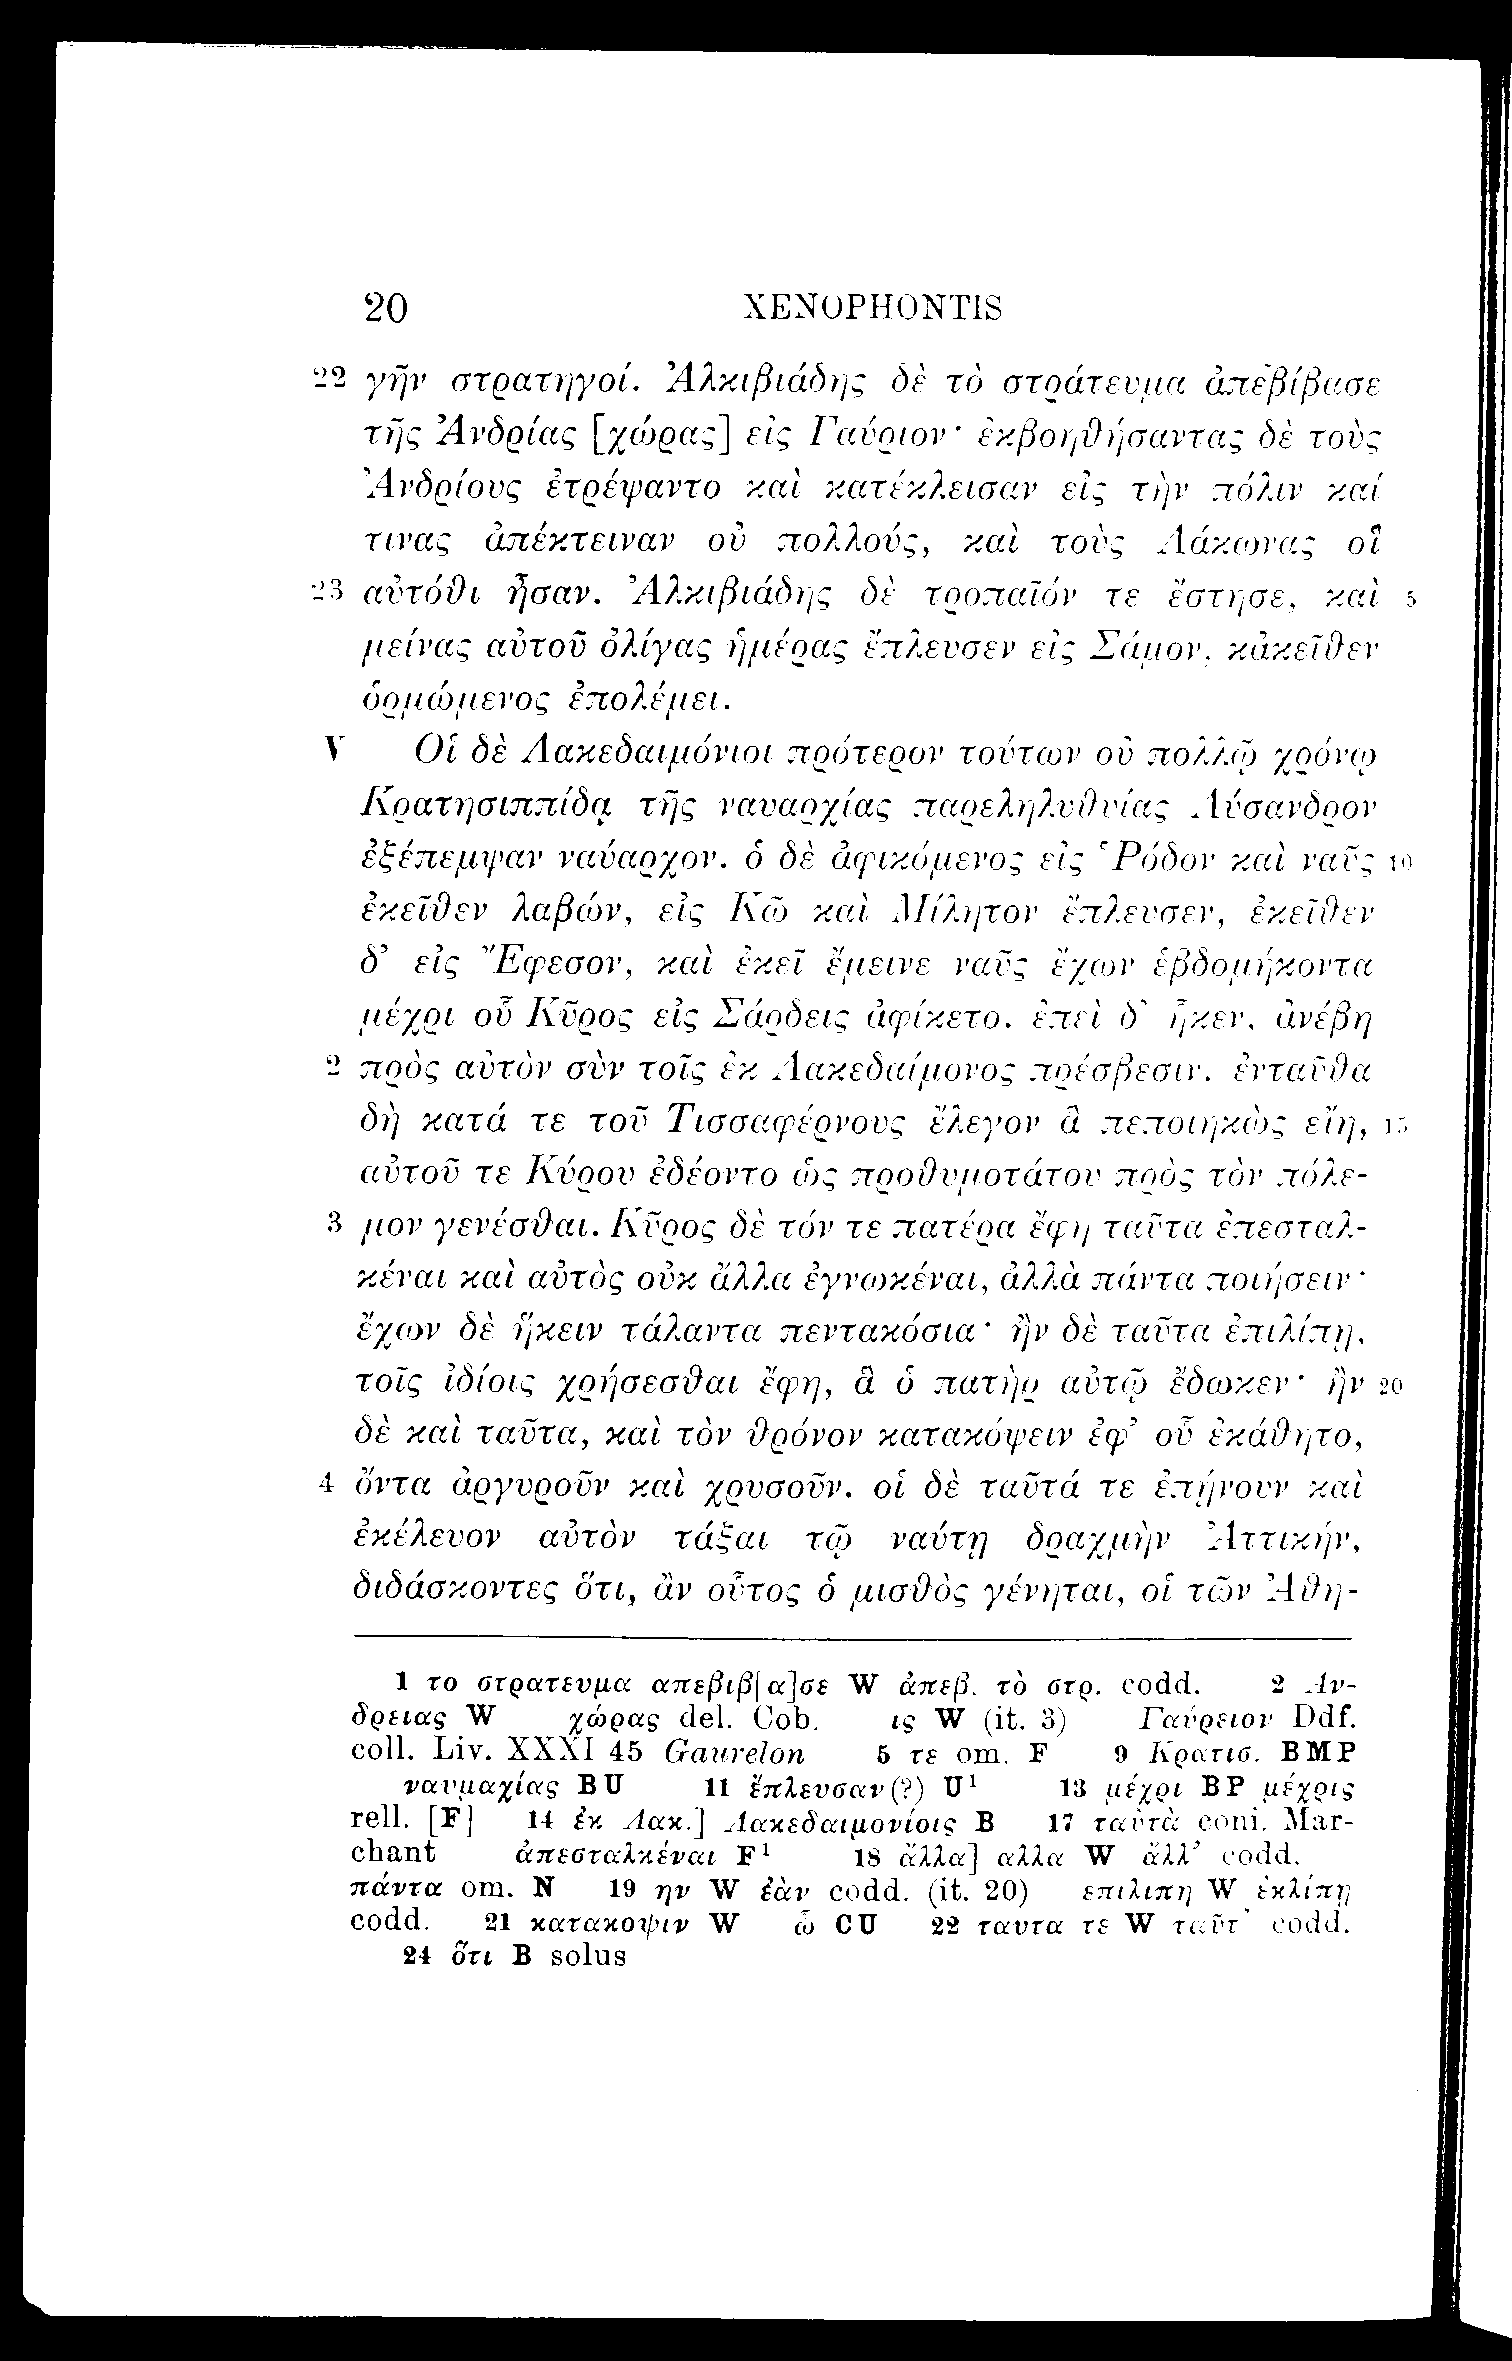 20 XENOPHONTIS
22 γῆν στρατηγοί. Ἀλκιβιάδης δὲ τὸ στράτευμα ἀπεβίβασε
τῆς Ἀνδρίας [χώρας] εἰς Γαύριον· ἐκβοηθήσαντας δὲ τοὺς
Ἀνδρίους ἐτρέψαντο καὶ κατέκλεισαν εἰς τὴν πόλιν καί
τινας ἀπέκτειναν οὐ πολλούς, καὶ τοὺς Λάκωνας οἳ
23 αὐτόθι ἦσαν. Ἀλκιβιάδης δὲ τροπαῖόν τε ἔστησε, καὶ 5
μείνας αὐτοῦ ὀλίγας ἡμέρας ἔπλευσεν εἰς Σάμον, κἀκεῖθεν
ὁρμώμενος ἐπολέμει.
V Οἱ δὲ Λακεδαιμόνιοι πρότερον τούτων οὐ πολλῷ χρόνῳ
Κρατησιππίδᾳ τῆς ναυαρχίας παρεληλυθυίας Λύσανδρον
ἐξέπεμψαν ναύαρχον. ὁ δὲ ἀφικόμενος εἰς Ῥόδον καὶ ναῦς 10
ἐκεῖθεν λαβών, εἰς Κῶ καὶ Μίλητον ἔπλευσεν, ἐκεῖθεν
δ’ εἰς Ἔφεσον, καὶ ἐκεῖ ἔμεινε ναῦς ἔχων ἑβδομήκοντα
μέχρι οὗ Κῦρος εἰς Σάρδεις ἀφίκετο. ἐπεὶ δ’ ἧκεν, ἀνέβη
2 πρὸς αὐτὸν σὺν τοῖς ἐκ Λακεδαίμονος πρέσβεσιν. ἐνταῦθα
δὴ κατά τε τοῦ Τισσαφέρνους ἔλεγον ἃ πεποιηκὼς εἴη, 15
αὐτοῦ τε Κύρου ἐδέοντο ὡς προθυμοτάτου πρὸς τὸν πόλε-
3 μον γενέσθαι. Κῦρος δὲ τόν τε πατέρα ἔφη ταῦτα ἐπεσταλ-
κέναι καὶ αὐτὸς οὐκ ἄλλα ἐγνωκέναι, ἀλλὰ πάντα ποιήσειν·
ἔχων δὲ ἥκειν τάλαντα πεντακόσια· ἢν δὲ ταῦτα ἐπιλίπῃ,
τοῖς ἰδίοις χρήσεσθαι ἔφη, ἃ ὁ πατὴρ αὐτῷ ἔδωκεν· ἢν 20
δὲ καὶ ταῦτα, καὶ τὸν θρόνον κατακόψειν ἐφ’ οὗ ἐκάθητο,
4 ὄντα ἀργυροῦν καὶ χρυσοῦν. οἱ δὲ ταῦτά τε ἐπῄνουν καὶ
ἐκέλευον αὐτὸν τάξαι τῷ ναύτῃ δραχμὴν Ἀττικήν,
διδάσκοντες ὅτι, ἂν οὗτος ὁ μισθὸς γένηται, οἱ τῶν Ἀθη-
1 το στρατευμα απεβιβ[α]σε W ἀπεβ. τὸ στρ. codd. 2 Αν-
δρειας W χώρας del. Cob. ις W (it. 3) Γαύρειον Ddf.
coll. Liv. XXXI 45 Gaurelon 5 τε om. F 9 Κρατισ. BMP
ναυμαχίας BU 11 ἔπλευσαν(?) U¹ 13 μέχρι BP μέχρις
rell. [F] 14 ἐκ Λακ.] Λακεδαιμονίοις B 17 ταὐτὰ coni. Mar-
chant ἀπεσταλκέναι F¹ 18 ἄλλα] αλλα W ἄλλ’ codd.
πάντα om. N 19 ην W ἐὰν codd. (it. 20) επιλιπη W ἐκλίπῃ
codd. 21 κατακοψιν W ᾧ CU 22 ταυτα τε W ταῦτ’ codd.
24 ὅτι B solus